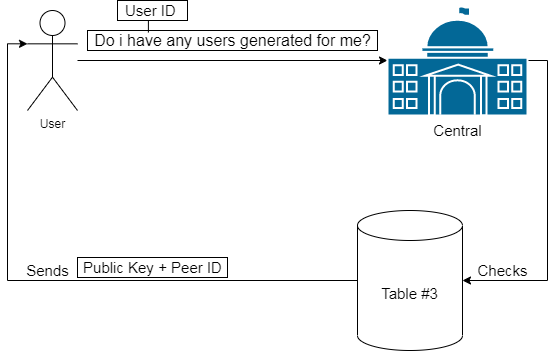 User ID
Do i have any users generated for me?
User
Central
Sends
Public Key + Peer ID
Checks
Table #3